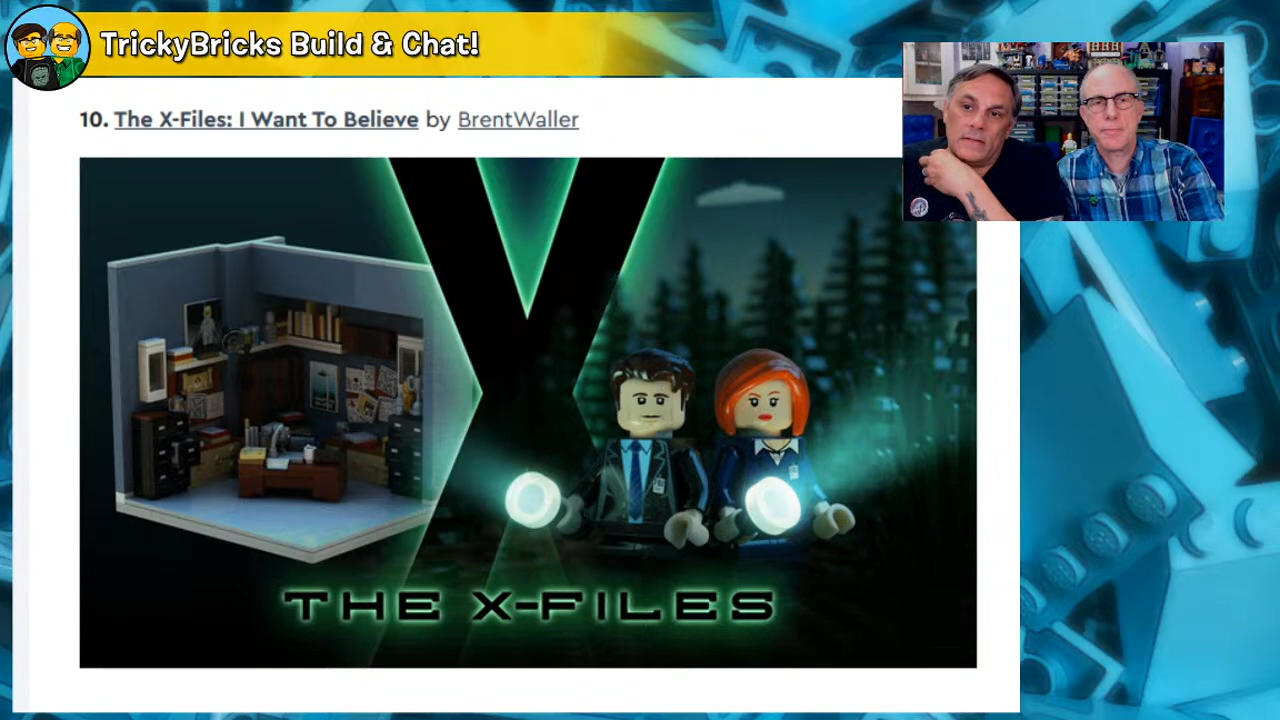 TrickyBricks Build & Chat!
10. The X-Files: I Want To Believe by BrentWaller
THE X-FILES